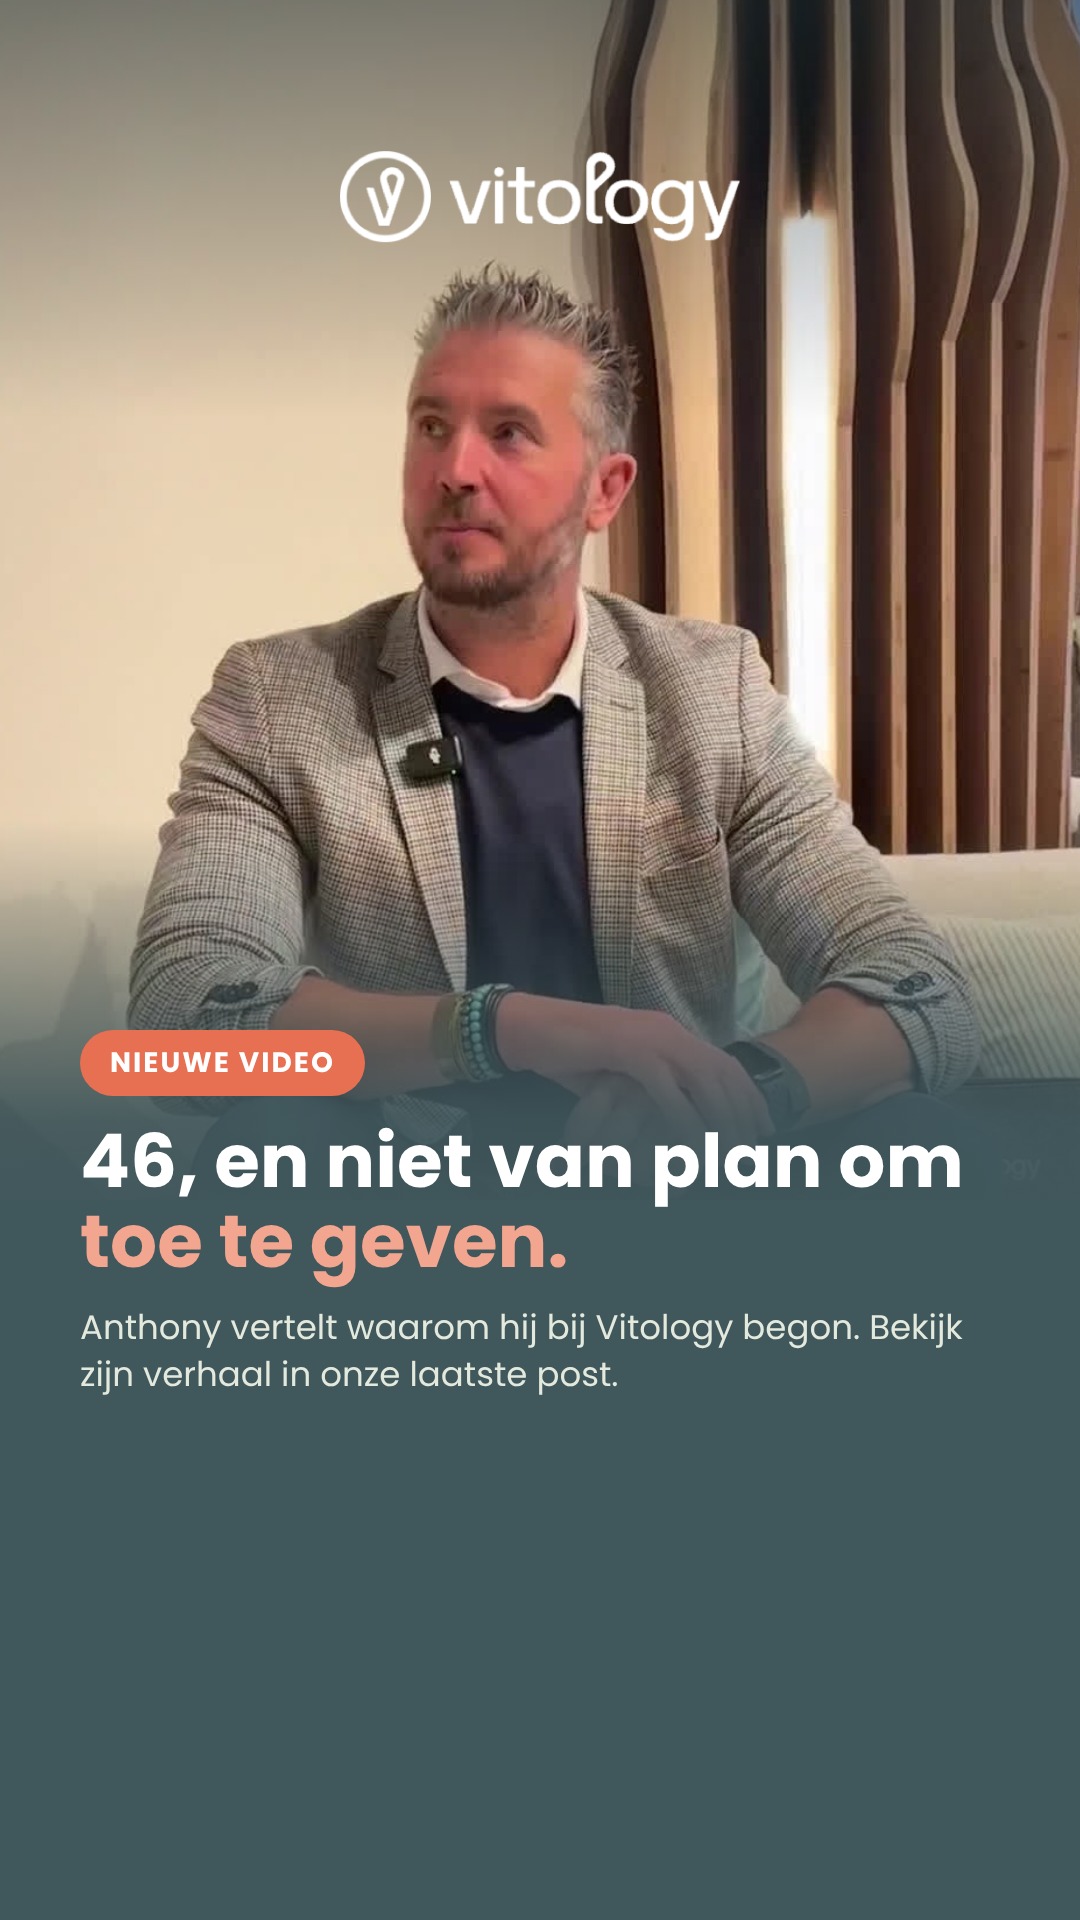 vitology
NIEUWE VIDEO
46, en niet van plan om
toe te geven.
Anthony vertelt waarom hij bij Vitology begon. Bekijk
zijn verhaal in onze laatste post.